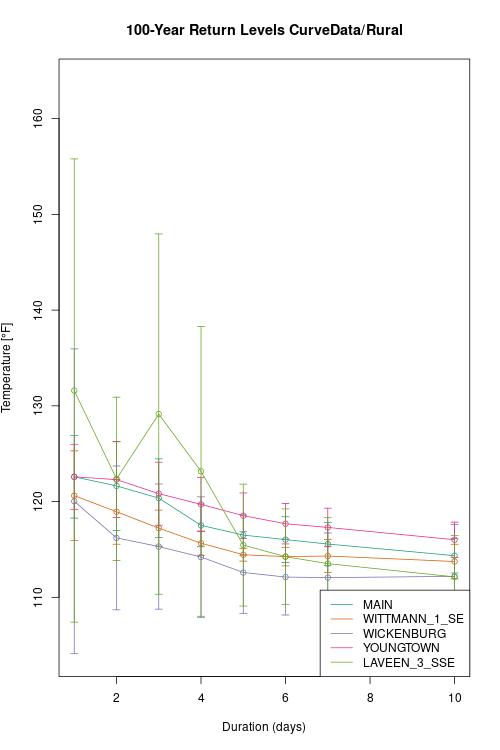 100-Year Return Levels CurveData/Rural
Temperature [°F]
160
150
140
130
120
110
2 4 6 8 10
Duration (days)
MAIN
WITTMANN_1_SE
WICKENBURG
YOUNGTOWN
LAVEEN_3_SSE